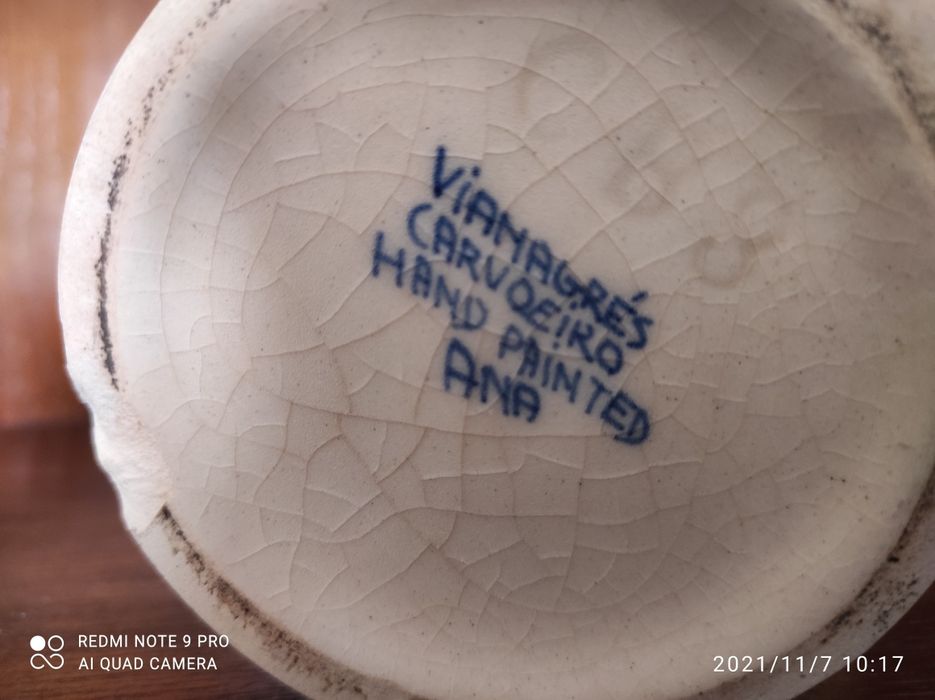 ViANAGRÉS
CARVOEiRO
HAND PAINTED
ANA
REDMI NOTE 9 PRO
AI QUAD CAMERA
2021/11/7 10:17